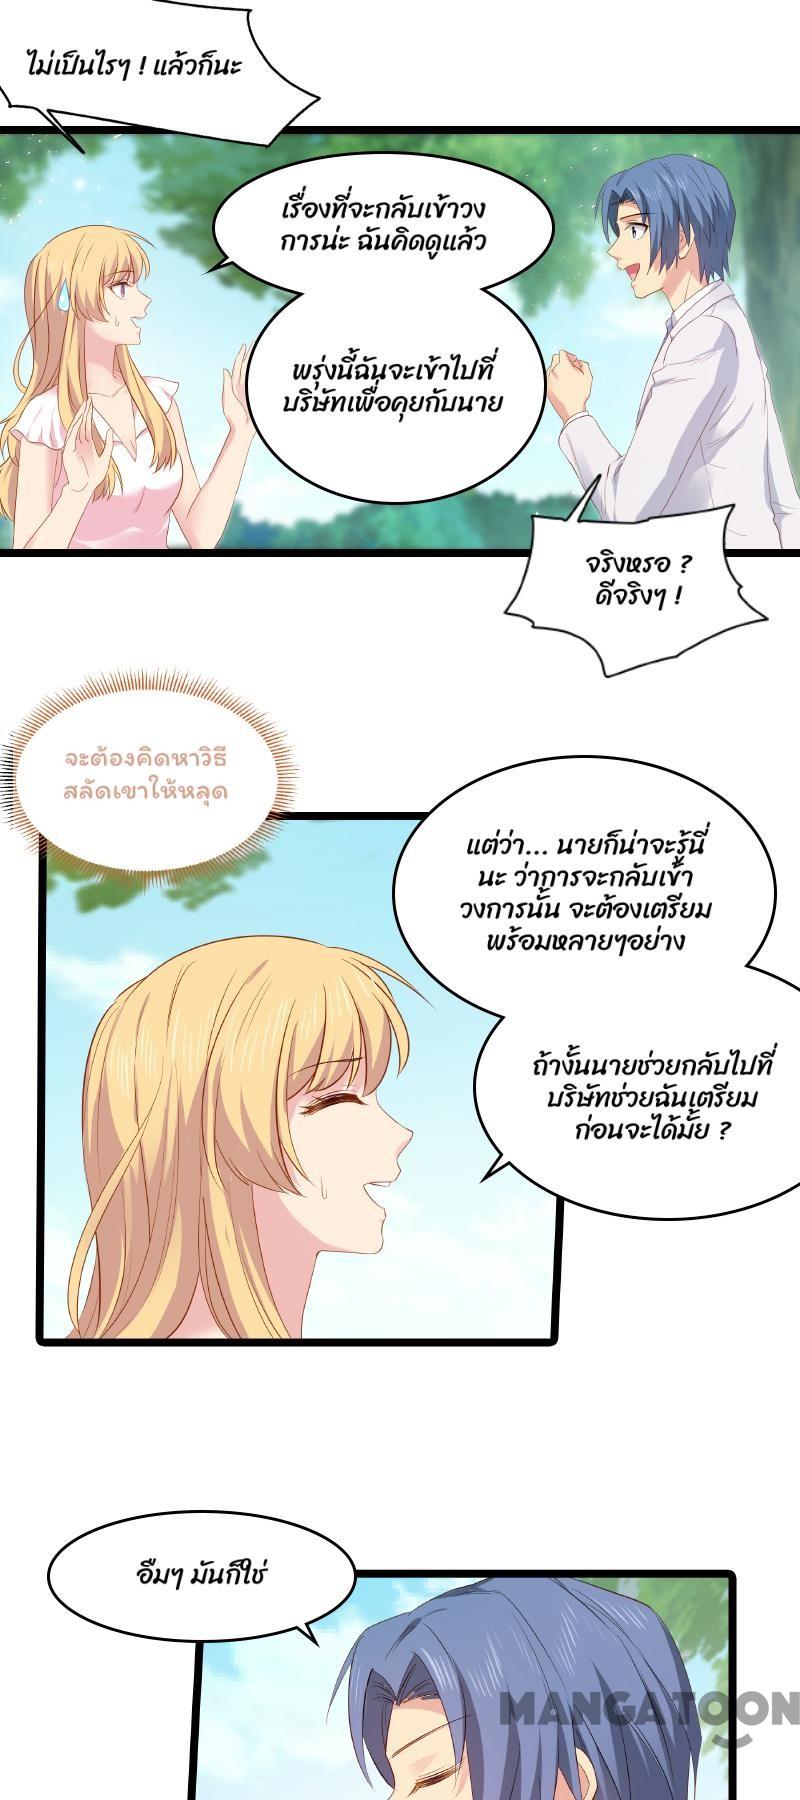 ไม่เป็นไรๆ ! แล้วก็นะ
เรื่องที่จะกลับเข้าวง
การน่ะ ฉันคิดดูแล้ว
พรุ่งนี้ฉันจะเข้าไปที่
บริษัทเพื่อคุยกับนาย
จริงหรอ ?
ดีจริงๆ !
จะต้องคิดหาวิธี
สลัดเขาให้หลุด
แต่ว่า... นายก็น่าจะรู้นี่
นะ ว่าการจะกลับเข้า
วงการนั้น จะต้องเตรียม
พร้อมหลายๆอย่าง
ถ้างั้นนายช่วยกลับไปที่
บริษัทช่วยฉันเตรียม
ก่อนจะได้มั้ย ?
อืมๆ มันก็ใช่
MANGATOON